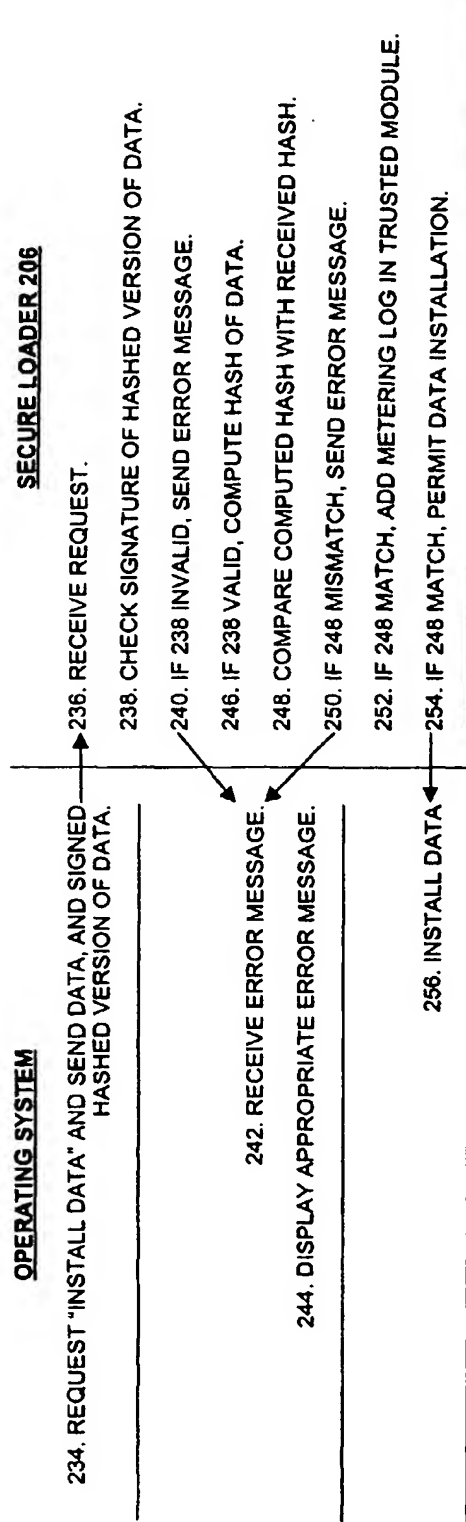 OPERATING SYSTEM
234. REQUEST "INSTALL DATA" AND SEND DATA, AND SIGNED
HASHED VERSION OF DATA.
242. RECEIVE ERROR MESSAGE.
244. DISPLAY APPROPRIATE ERROR MESSAGE.
256. INSTALL DATA
SECURE LOADER 206
236. RECEIVE REQUEST.
238. CHECK SIGNATURE OF HASHED VERSION OF DATA.
240. IF 238 INVALID, SEND ERROR MESSAGE.
246. IF 238 VALID, COMPUTE HASH OF DATA.
248. COMPARE COMPUTED HASH WITH RECEIVED HASH.
250. IF 248 MISMATCH, SEND ERROR MESSAGE.
252. IF 248 MATCH, ADD METERING LOG IN TRUSTED MODULE.
254. IF 248 MATCH, PERMIT DATA INSTALLATION.